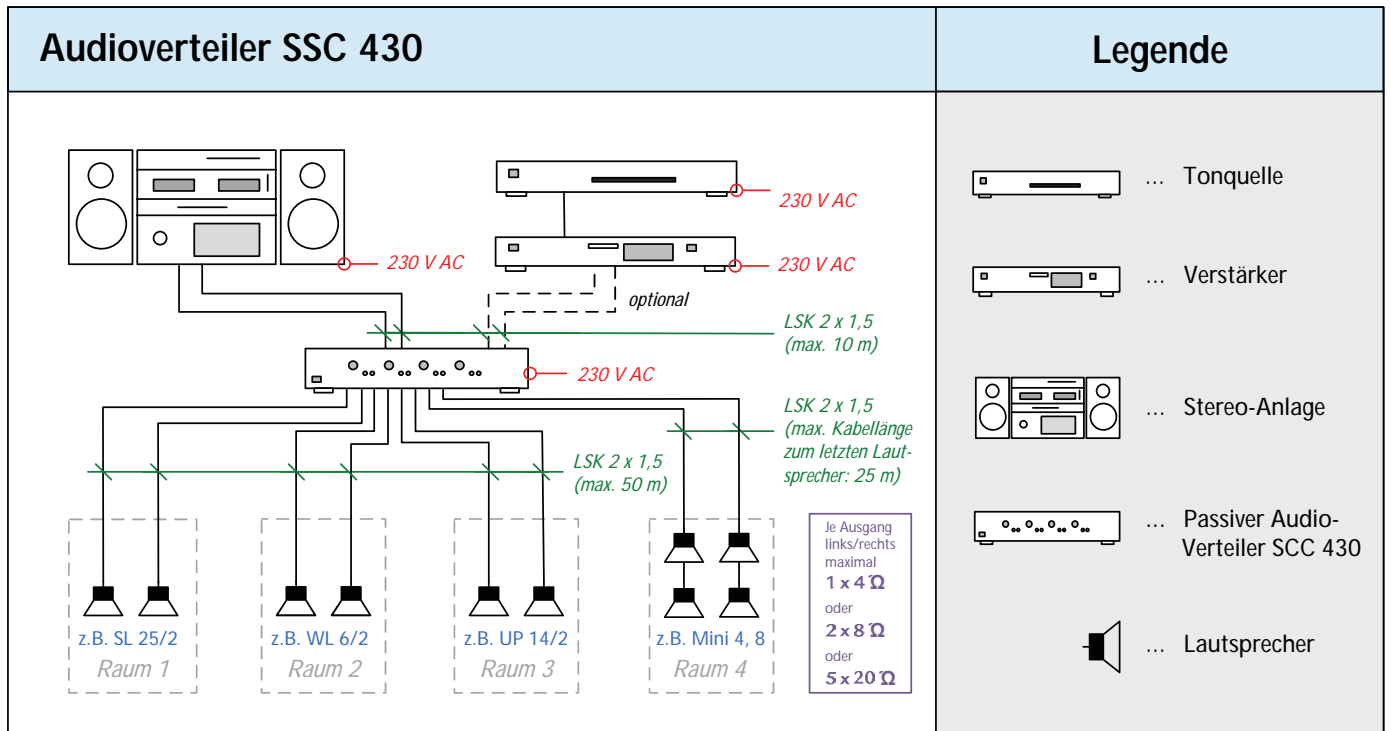 Audioverteiler SSC 430
Legende
230 V AC
230 V AC
230 V AC
optional
LSK 2 x 1,5
(max. 10 m)
230 V AC
LSK 2 x 1,5
(max. Kabellänge
zum letzten Laut-
sprecher: 25 m)
LSK 2 x 1,5
(max. 50 m)
z.B. SL 25/2
Raum 1
z.B. WL 6/2
Raum 2
z.B. UP 14/2
Raum 3
z.B. Mini 4, 8
Raum 4
Je Ausgang
links/rechts
maximal
1 x 4 Ω
oder
2 x 8 Ω
oder
5 x 20 Ω
... Tonquelle
... Verstärker
... Stereo-Anlage
... Passiver Audio-
Verteiler SCC 430
... Lautsprecher